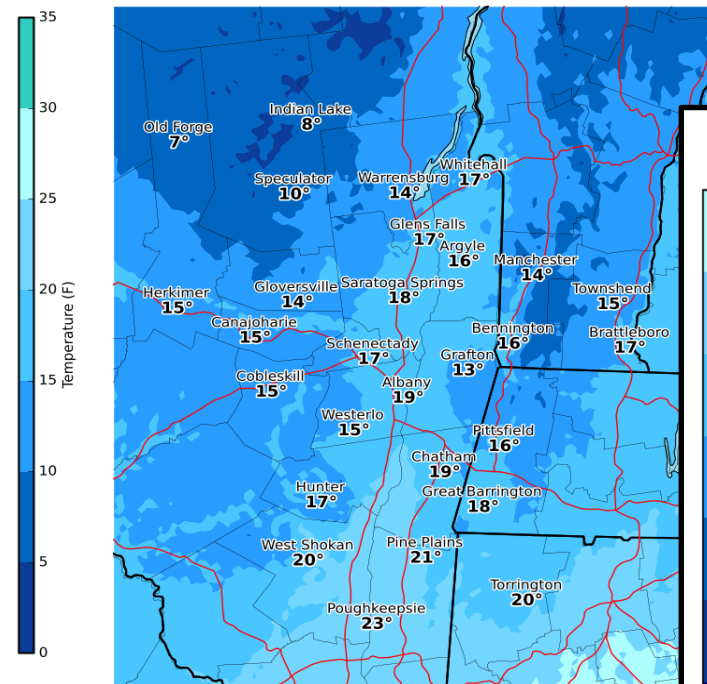 35
30
25
20
15
10
5
0
Temperature (F)
Indian Lake
8°
Old Forge
7°
Whitehall
17°
Speculator
10°
Warrensburg
14°
Glens Falls
17°
Argyle
16°
Manchester
14°
Saratoga Springs
18°
Gloversville
14°
Herkimer
15°
Townshend
15°
Canajoharie
15°
Bennington
16°
Brattleboro
17°
Schenectady
17°
Grafton
13°
Cobleskill
15°
Albany
19°
Westerlo
15°
Pittsfield
16°
Chatham
19°
Hunter
17°
Great Barrington
18°
West Shokan
20°
Pine Plains
21°
Torrington
20°
Poughkeepsie
23°